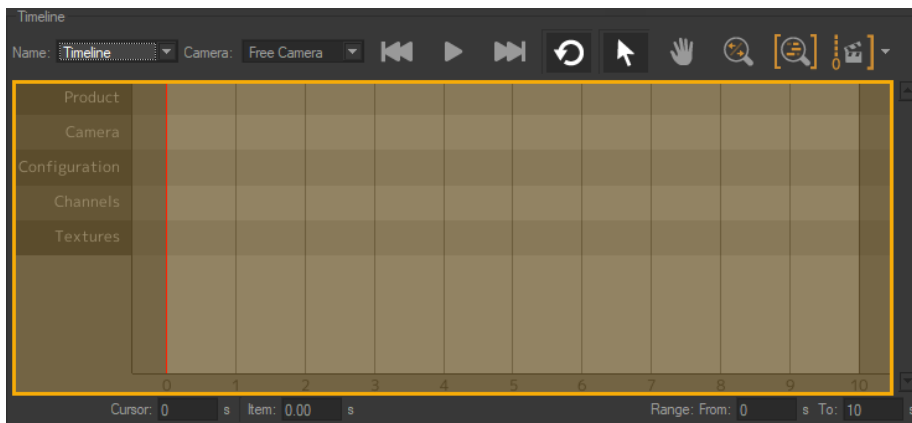 Timeline
Name: Timeline Camera: Free Camera
Product
Camera
Configuration
Channels
Textures
0 1 2 3 4 5 6 7 8 9 10
Cursor: 0 s Item: 0.00 s Range: From: 0 s To: 10 s